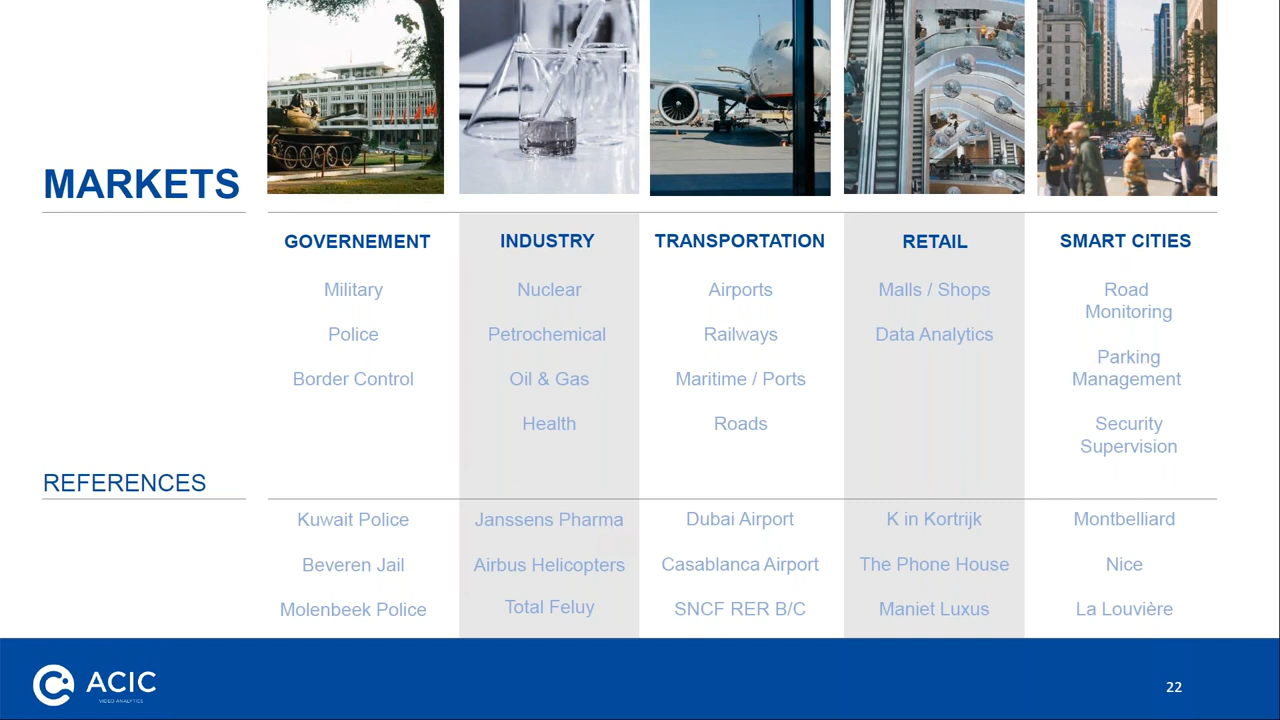 MARKETS
GOVERNEMENT
Military
Police
Border Control
INDUSTRY
Nuclear
Petrochemical
Oil & Gas
Health
TRANSPORTATION
Airports
Railways
Maritime / Ports
Roads
RETAIL
Malls / Shops
Data Analytics
SMART CITIES
Road
Monitoring
Parking
Management
Security
Supervision
REFERENCES
Kuwait Police
Beveren Jail
Molenbeek Police
Janssens Pharma
Airbus Helicopters
Total Feluy
Dubai Airport
Casablanca Airport
SNCF RER B/C
K in Kortrijk
The Phone House
Maniet Luxus
Montbelliard
Nice
La Louvière
ACIC
VIDEO ANALYTICS
22